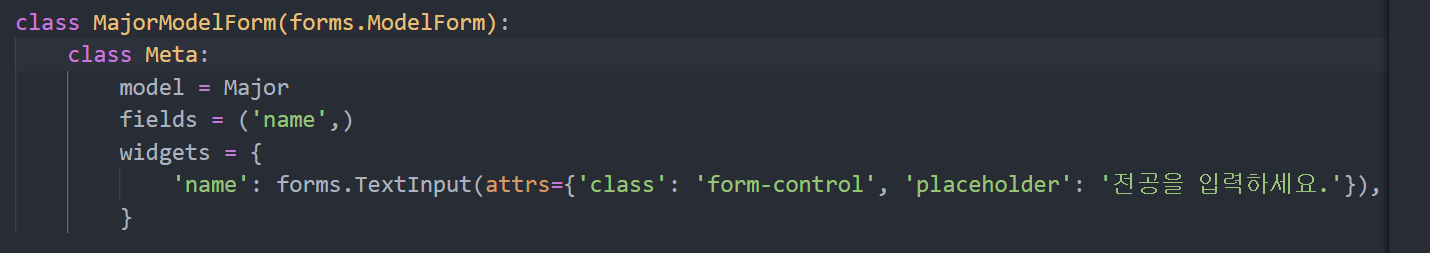 class MajorModelForm(forms.ModelForm):
    class Meta:
        model = Major
        fields = ('name',)
        widgets = {
            'name': forms.TextInput(attrs={'class': 'form-control', 'placeholder': '전공을 입력하세요.'}),
        }